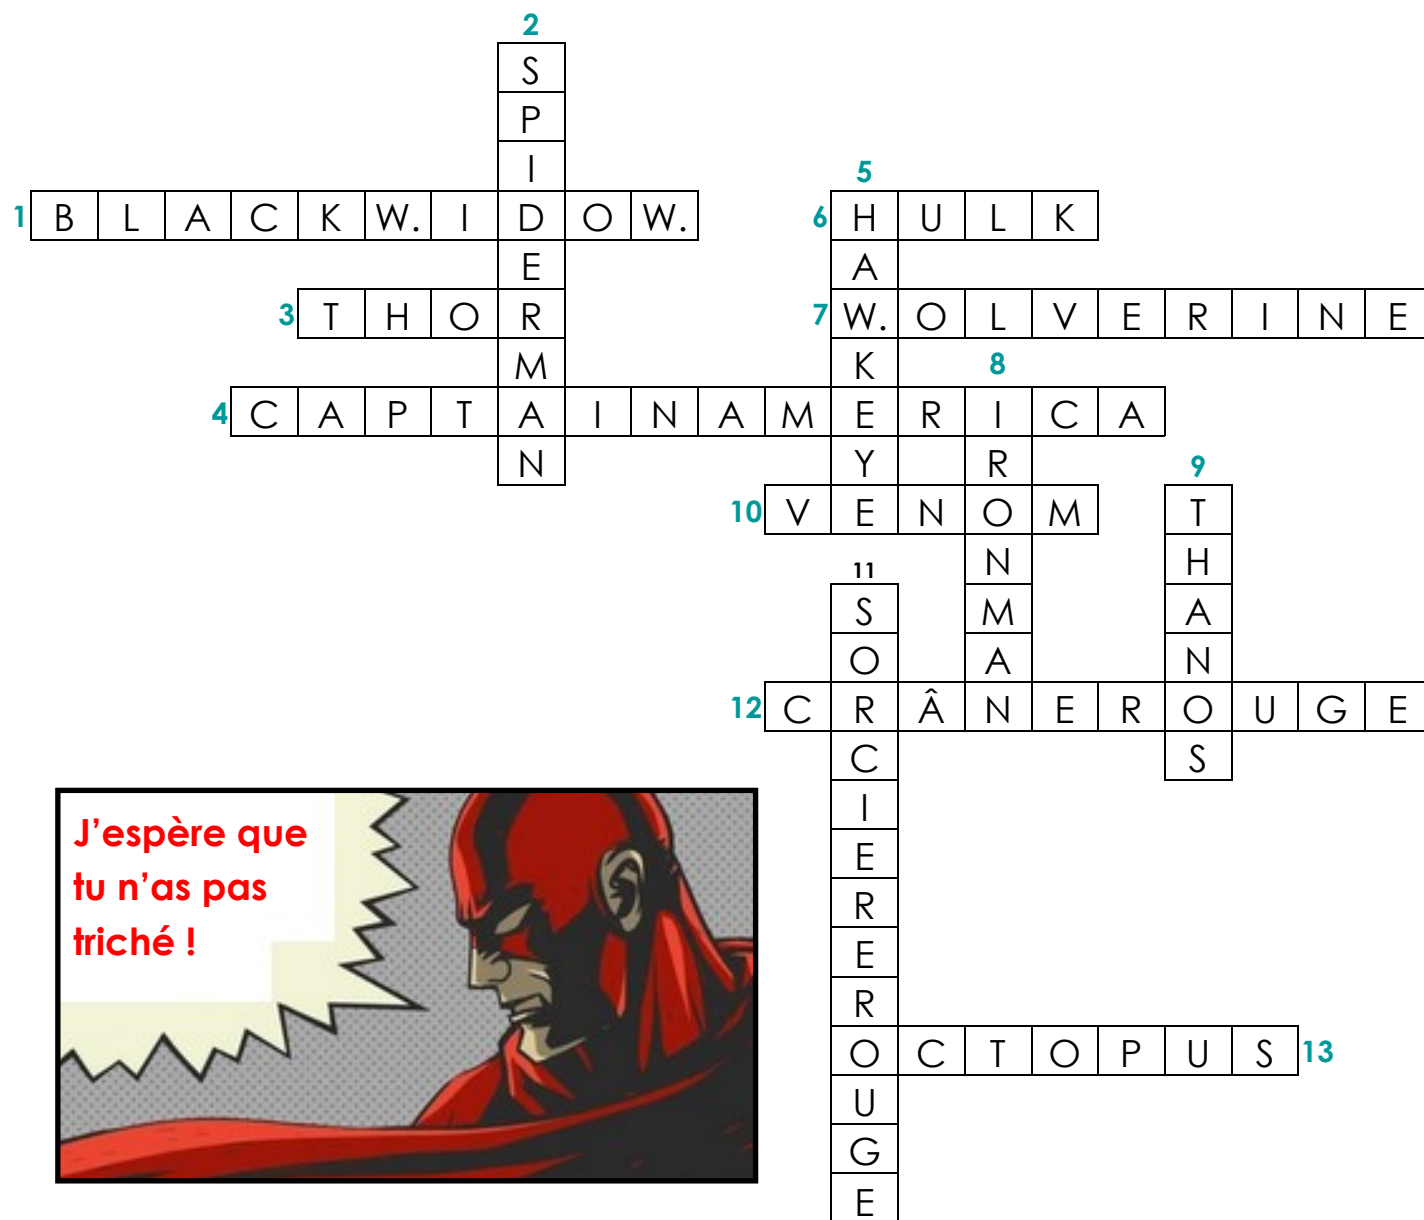 2
S
P
I
5
1 B L A C K W. I D O W. 6 H U L K
E A
3 T H O R 7 W. O L V E R I N E
M K 8
4 C A P T A I N A M E R I C A
N Y R 9
10 V E N O M T
N H
11
S M A
O A N
12 C R Â N E R O U G E
C S
I
E
R
E
R
O C T O P U S 13
U
G
E
J’espère que
tu n’as pas
triché !